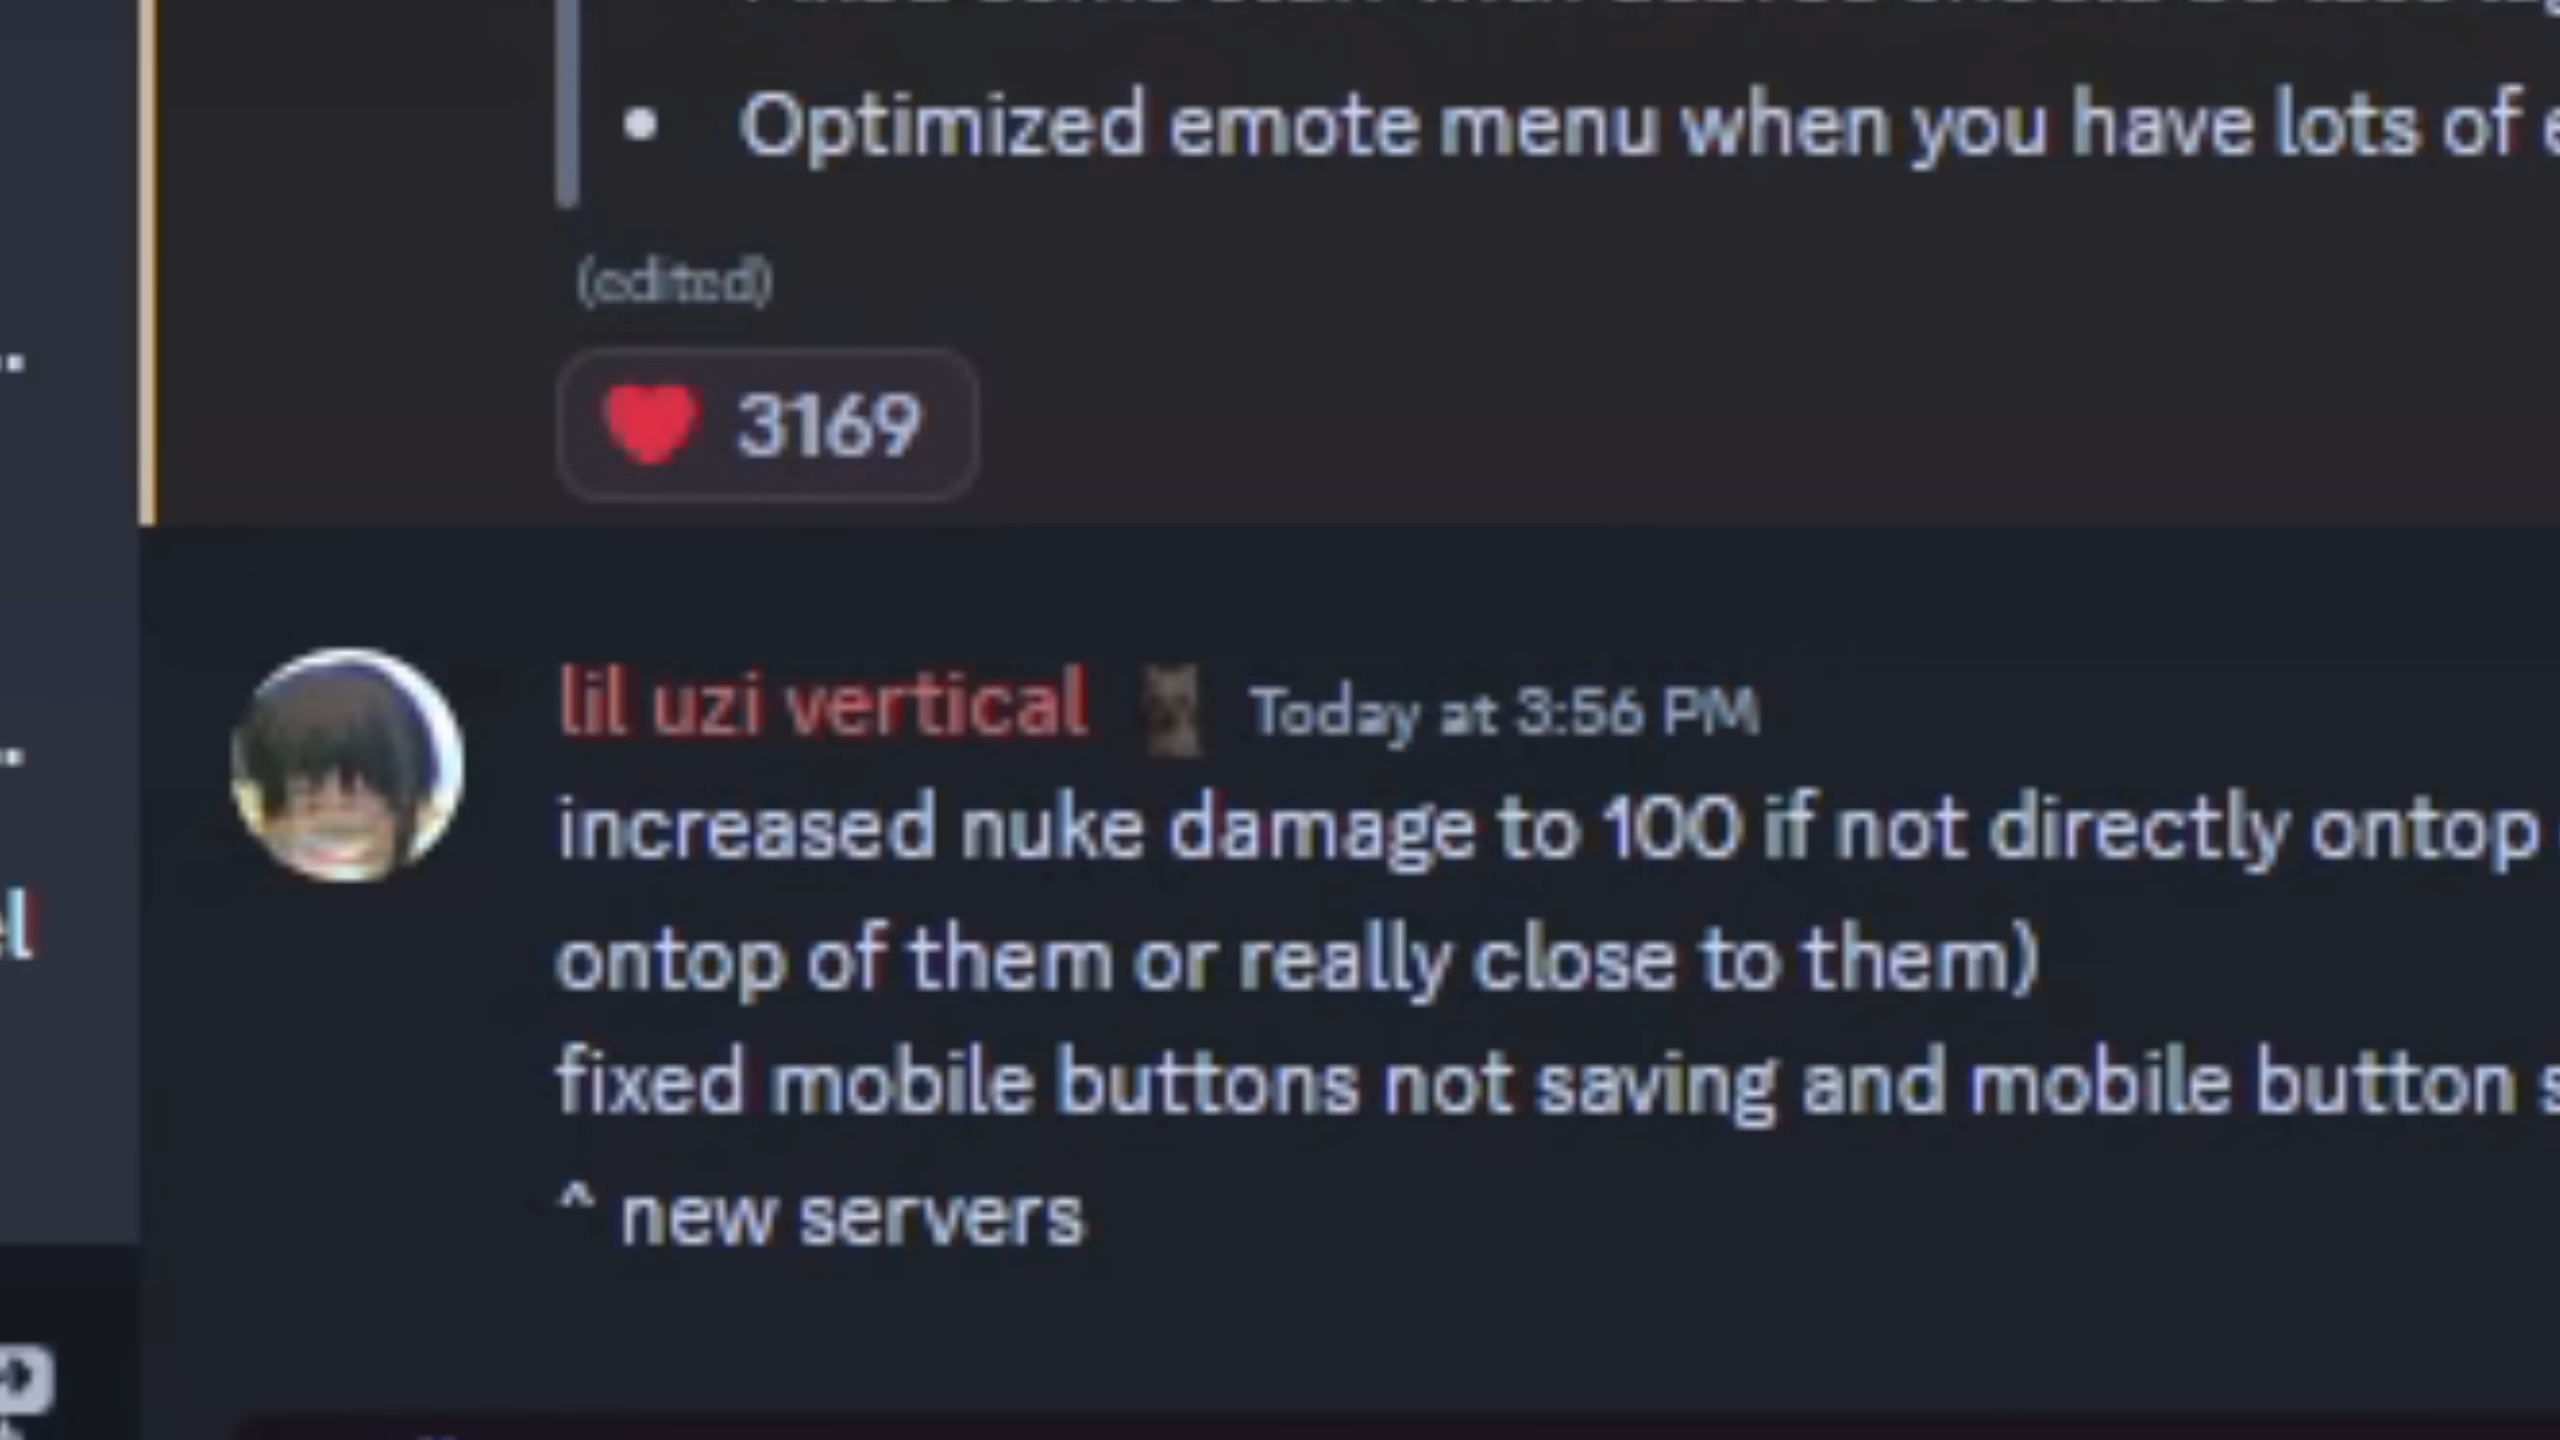 Optimized emote menu when you have lots of
(edited)
3169
lil uzi vertical Today at 3:56 PM
increased nuke damage to 100 if not directly ontop
ontop of them or really close to them)
fixed mobile buttons not saving and mobile button
^ new servers